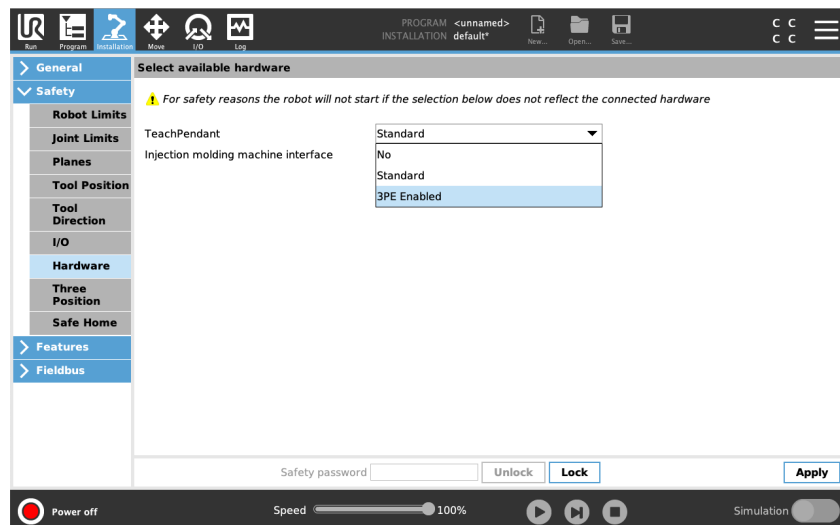 UR
Run
Program
Installation
Move
I/O
Log
PROGRAM <unnamed>
INSTALLATION default*
New...
Open...
Save...
C C
C C
General
Safety
Robot Limits
Joint Limits
Planes
Tool Position
Tool
Direction
I/O
Hardware
Three
Position
Safe Home
Features
Fieldbus
Select available hardware
! For safety reasons the robot will not start if the selection below does not reflect the connected hardware
TeachPendant Standard
Injection molding machine interface No
Standard
3PE Enabled
Safety password Unlock Lock Apply
Power off Speed 100% Simulation